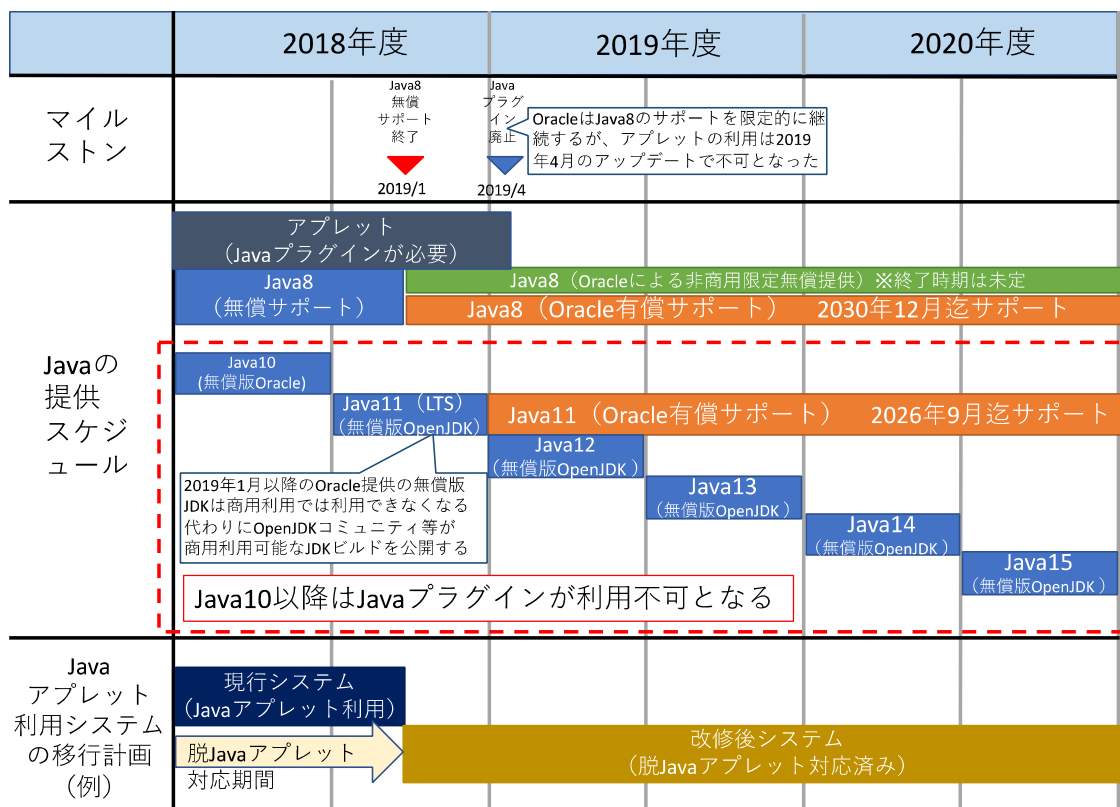 2018年度
2019年度
2020年度
マイル
ストン
Java8
無償
サポート
終了
2019/1
Java
プラグ
イン
廃止
2019/4
OracleはJava8のサポートを限定的に継
続するが、アプレットの利用は2019
年4月のアップデートで不可となった
Javaの
提供
スケジ
ュール
アプレット
（Javaプラグインが必要）
Java8
（無償サポート）
Java8（Oracleによる非商用限定無償提供）※終了時期は未定
Java8（Oracle有償サポート）　2030年12月迄サポート
Java10
(無償版Oracle)
Java11（LTS）
（無償版OpenJDK）
Java11（Oracle有償サポート）　2026年9月迄サポート
Java12
（無償版OpenJDK ）
Java13
（無償版OpenJDK ）
Java14
（無償版OpenJDK ）
Java15
（無償版OpenJDK ）
2019年1月以降のOracle提供の無償版
JDKは商用利用では利用できなくなる
代わりにOpenJDKコミュニティ等が
商用利用可能なJDKビルドを公開する
Java10以降はJavaプラグインが利用不可となる
Java
アプレット
利用システム
の移行計画
（例）
現行システム
（Javaアプレット利用）
脱Javaアプレット
対応期間
改修後システム
（脱Javaアプレット対応済み）